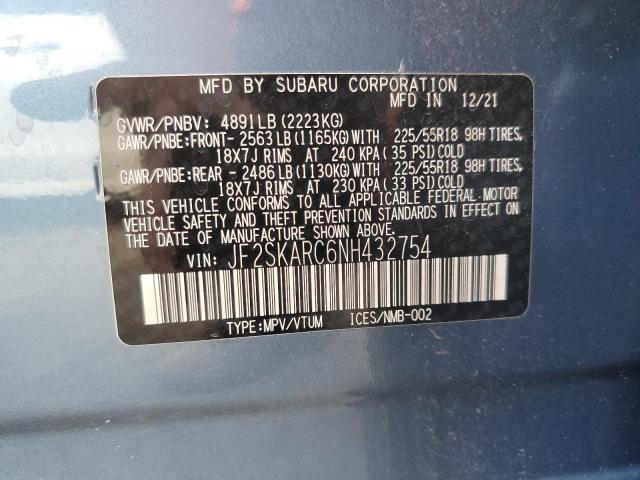 MFD BY SUBARU CORPORATION
MFD IN 12/21
GVWR/PNBV: 4891LB (2223KG)
GAWR/PNBE:FRONT- 2563LB (1165KG)WITH 225/55R18 98H TIRES,
18X7J RIMS AT 240 KPA (35 PSI)COLD
GAWR/PNBE:REAR - 2486LB (1130KG)WITH 225/55R18 98H TIRES,
18X7J RIMS AT 230 KPA (33 PSI)COLD
THIS VEHICLE CONFORMS TO ALL APPLICABLE FEDERAL MOTOR
VEHICLE SAFETY AND THEFT PREVENTION STANDARDS IN EFFECT ON
THE DATE OF MANUFACTURE SHOWN ABOVE.
VIN: JF2SKARC6NH432754
TYPE:MPV/VTUM ICES/NMB-002